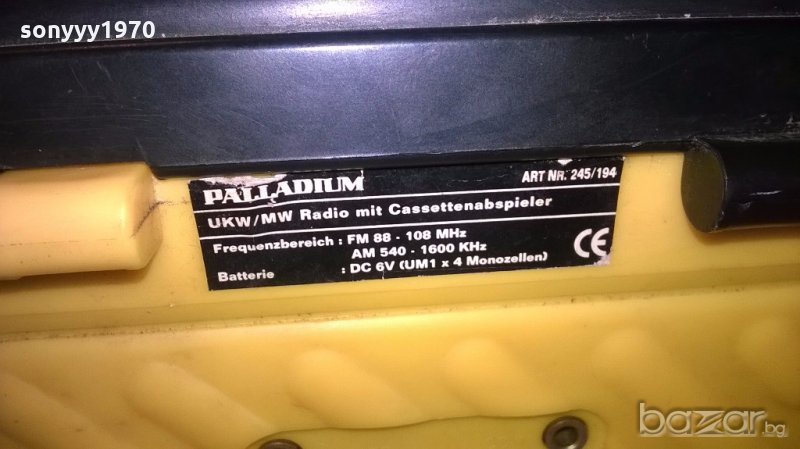 sonyyy1970
PALLADIUM ART NR. 245/194
UKW/MW Radio mit Cassettenabspieler
Frequenzbereich : FM 88 - 108 MHz
AM 540 - 1600 KHz
Batterie : DC 6V (UM1 x 4 Monozellen)
CE
bazar.bg